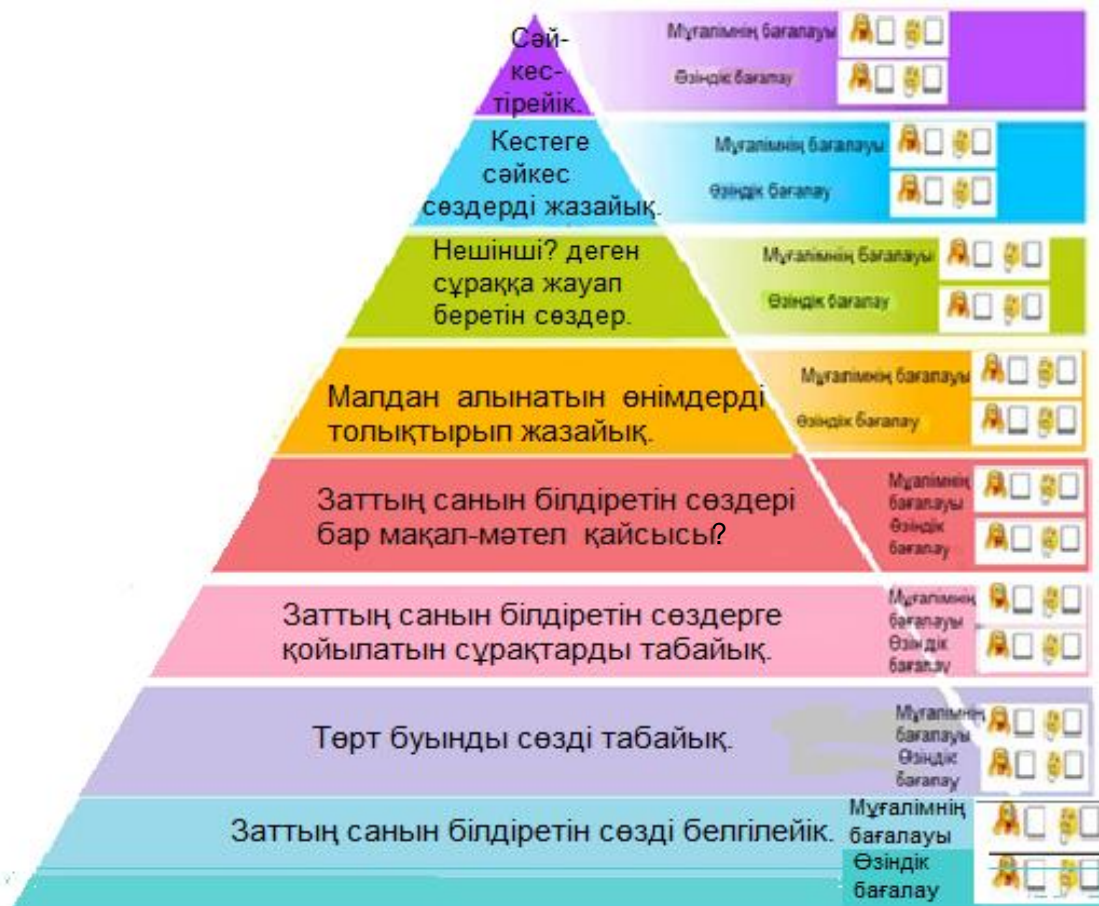 Сәй-
кес-
тірейік.
Мұғалімнің бағалауы
Өзіндік бағалау
Кестеге
сәйкес
сөздерді жазайық.
Мұғалімнің бағалауы
Өзіндік бағалау
Нешінші? деген
сұраққа жауап
беретін сөздер.
Мұғалімнің бағалауы
Өзіндік бағалау
Малдан алынатын өнімдерді
толықтырып жазайық.
Мұғалімнің бағалауы
Өзіндік бағалау
Заттың санын білдіретін сөздері
бар мақал-мәтел қайсысы?
Мұғалімнің
бағалауы
Өзіндік
бағалау
Заттың санын білдіретін сөздерге
қойылатын сұрақтарды табайық.
Мұғалімнің
бағалауы
Өзіндік
бағалау
Төрт буынды сөзді табайық.
Мұғалімнің
бағалауы
Өзіндік
бағалау
Заттың санын білдіретін сөзді белгілейік.
Мұғалімнің
бағалауы
Өзіндік
бағалау